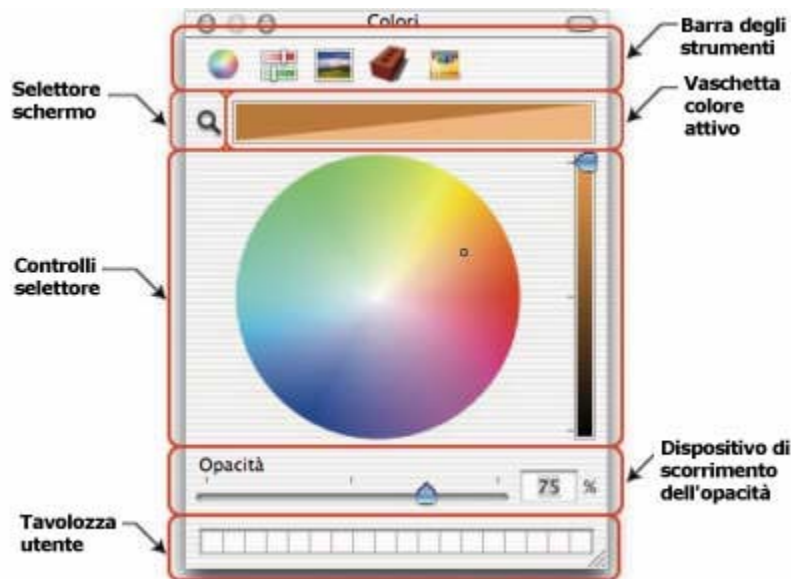 Colori
Barra degli
strumenti
Selettore
schermo
Vaschetta
colore
attivo
Controlli
selettore
Opacità
75 %
Dispositivo di
scorrimento
dell'opacità
Tavolozza
utente